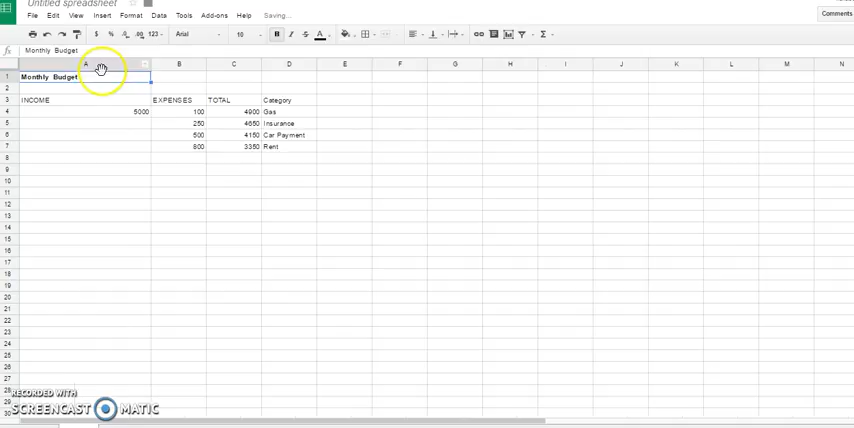 Untitled spreadsheet
File Edit View Insert Format Data Tools Add-ons Help Saving...
Comments
$ % .0 .00 123 Arial 10 B I A Σ
fx Monthly Budget
A B C D E F G H I J K L M N
1 Monthly Budget
2
3 INCOME EXPENSES TOTAL Category
4 5000 100 4900 Gas
5 250 4650 Insurance
6 500 4150 Car Payment
7 800 3350 Rent
8
9
10
11
12
13
14
15
16
17
18
19
20
21
22
23
24
25
26
27
28
29
30
RECORDED WITH
SCREENCAST MATIC